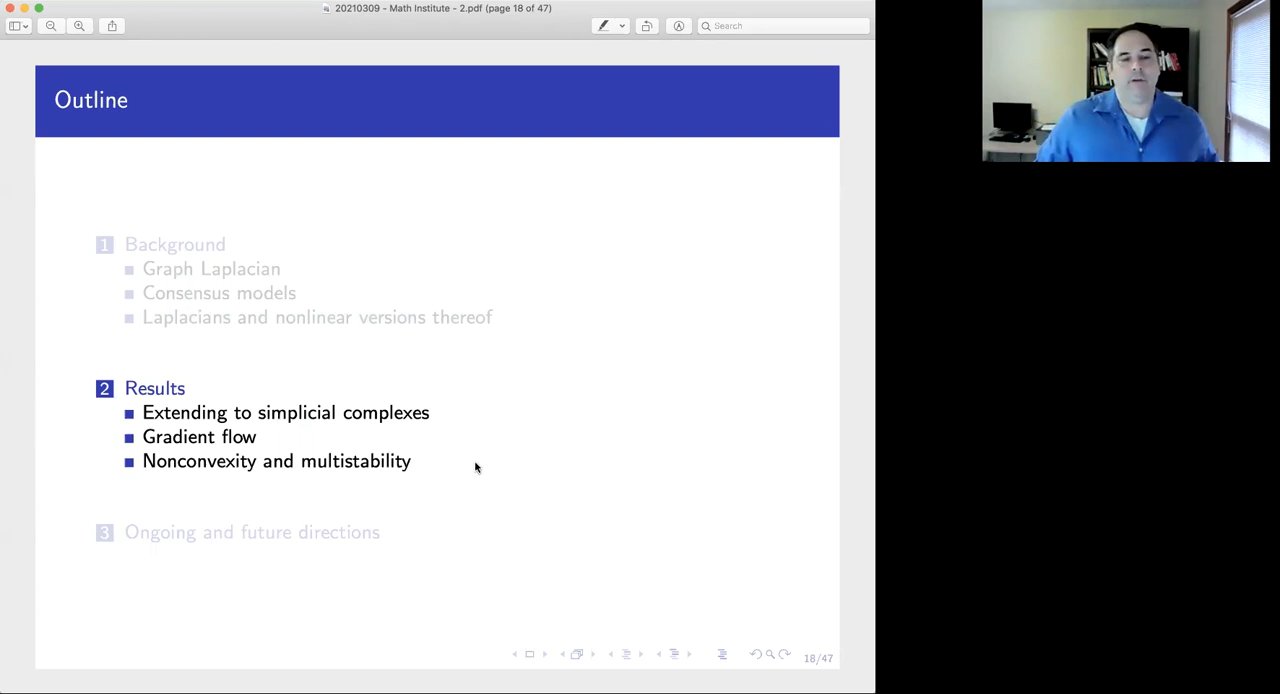 20210309 - Math Institute - 2.pdf (page 18 of 47)
Search
Outline
1 Background
Graph Laplacian
Consensus models
Laplacians and nonlinear versions thereof
2 Results
Extending to simplicial complexes
Gradient flow
Nonconvexity and multistability
3 Ongoing and future directions
18/47